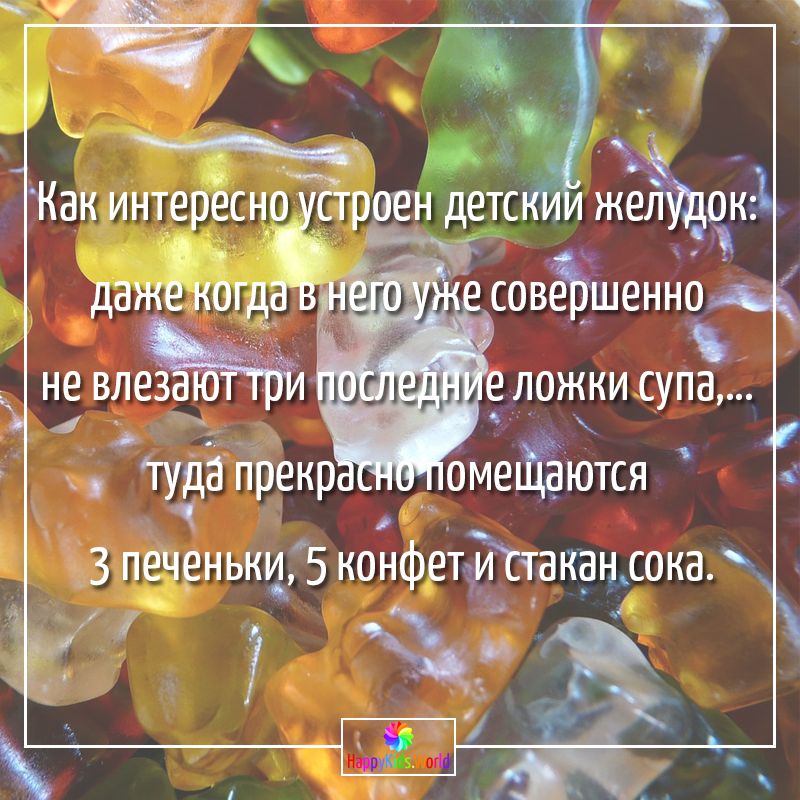 Как интересно устроен детский желудок:
даже когда в него уже совершенно
не влезают три последние ложки супа,...
туда прекрасно помещаются
3 печеньки, 5 конфет и стакан сока.
HappyKids.World